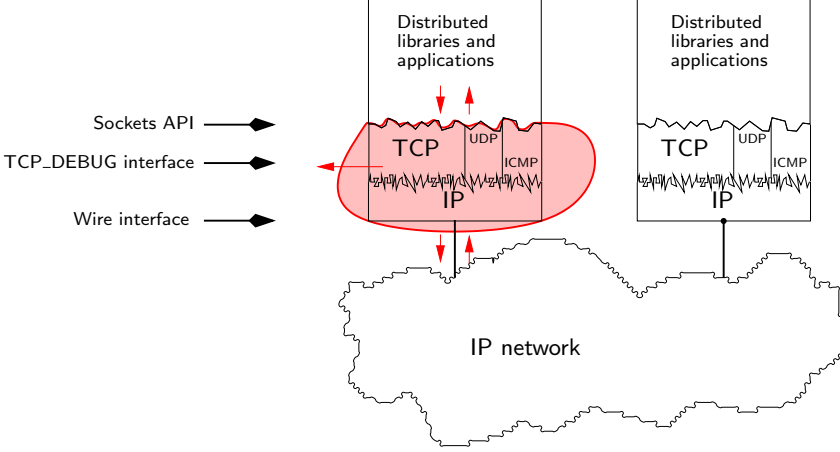 Distributed
libraries and
applications
Distributed
libraries and
applications
Sockets API
TCP_DEBUG interface
Wire interface
TCP
UDP
ICMP
IP
TCP
UDP
ICMP
IP
IP network